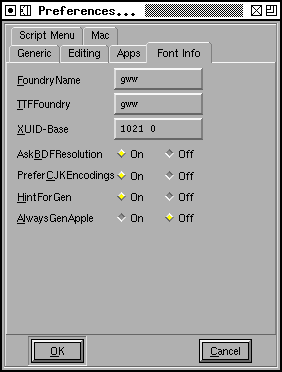 Preferences...
Script Menu Mac
Generic Editing Apps Font Info
FoundryName gww
TTFFoundry gww
XUID-Base 1021 0
AskBDFResolution On Off
PreferCJKEncodings On Off
HintForGen On Off
AlwaysGenApple On Off
OK Cancel